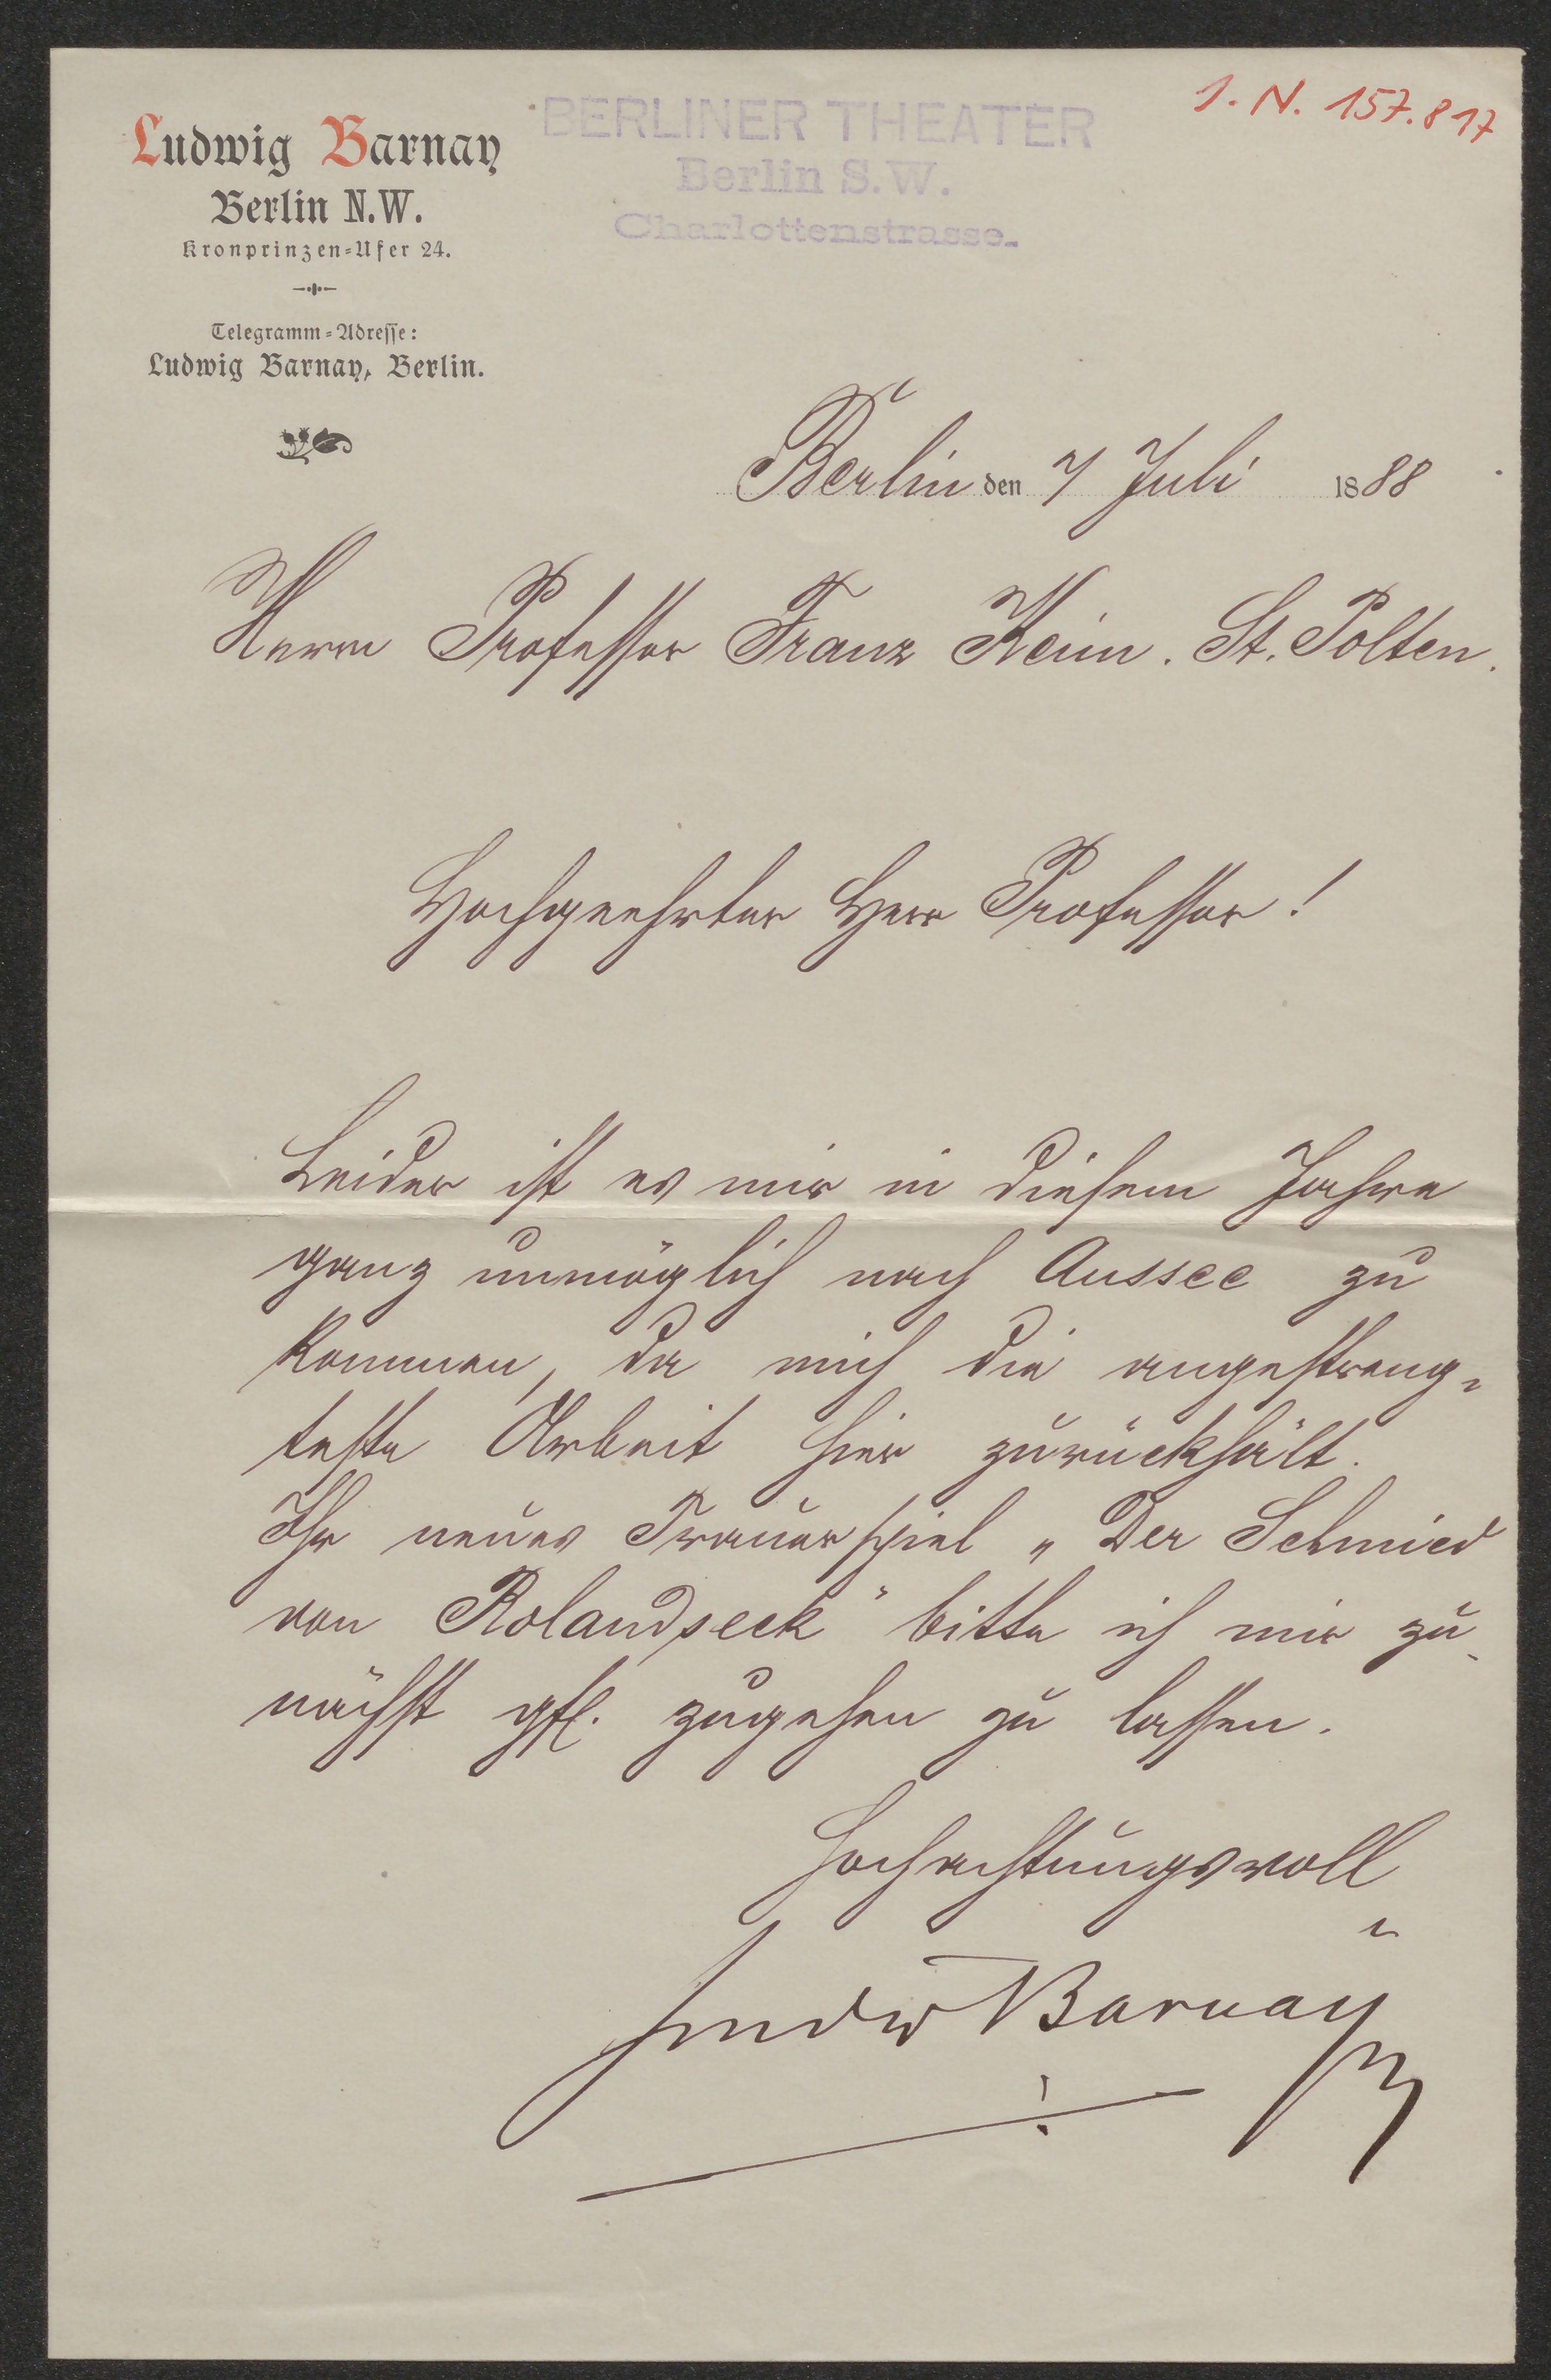 Ludwig Barnay
Berlin N.W.
Kronprinzen-Ufer 24.
Telegramm-Adresse:
Ludwig Barnay, Berlin.
BERLINER THEATER
Berlin S.W.
Charlottenstrasse.
I. N. 157.817
Berlin den 7 Juli 1888
Herrn Professor Franz Keim. St. Pölten.
Hochgeehrter Herr Professor!
Leider ist es mir in diesem Jahre
ganz unmöglich nach Aussee zu
kommen, da mich die angestreng=
teste Arbeit hier zurückhält.
Ihr neues Trauerspiel „Der Schmied
von Rolandseck" bitte ich mir zu-
nächst gfl. zugehen zu lassen.
Hochachtungsvoll
Ludw Barnay